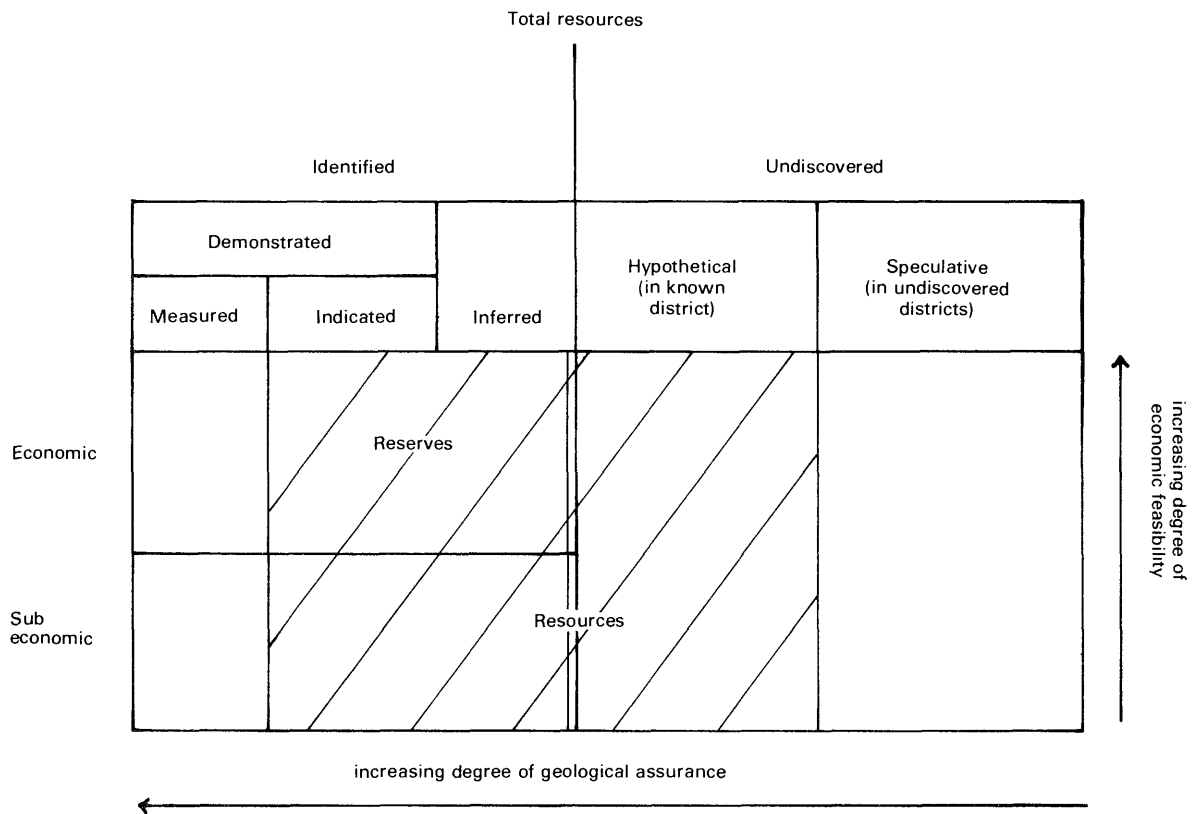 Total resources
Identified
Undiscovered
Demonstrated
Measured
Indicated
Inferred
Hypothetical
(in known
district)
Speculative
(in undiscovered
districts)
Economic
Reserves
Sub
economic
Resources
increasing degree of
economic feasibility
increasing degree of geological assurance